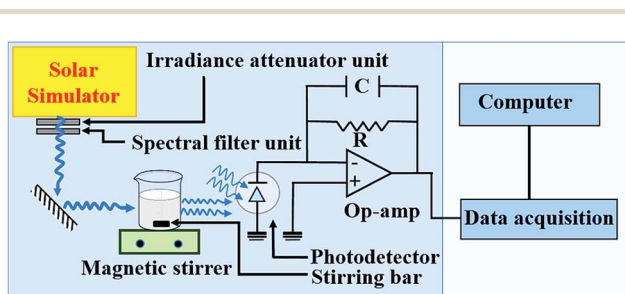 Solar
Simulator
Irradiance attenuator unit
Spectral filter unit
C
R
-
+
Op-amp
Computer
Data acquisition
Magnetic stirrer
Photodetector
Stirring bar